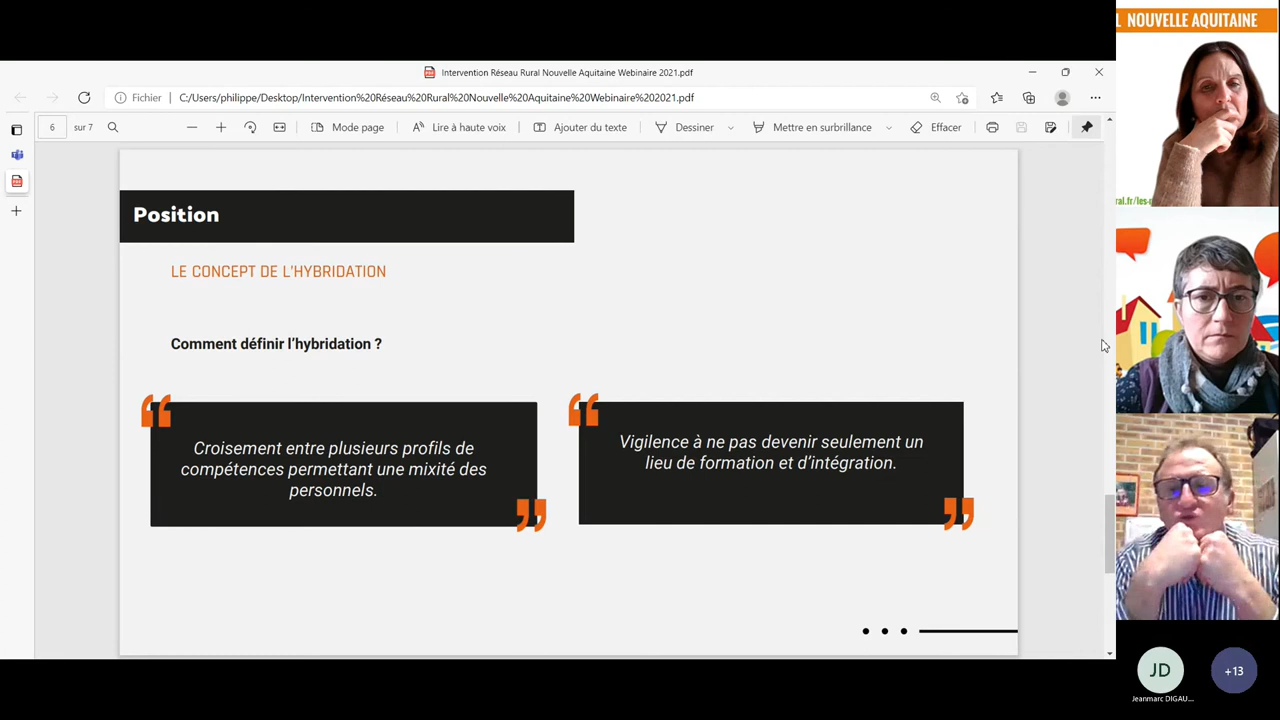 NOUVELLE AQUITAINE
Intervention Réseau Rural Nouvelle Aquitaine Webinaire 2021.pdf
Fichier
C:/Users/philippe/Desktop/Intervention%20Réseau%20Rural%20Nouvelle%20Aquitaine%20Webinaire%202021.pdf
6 sur 7
Mode page
Lire à haute voix
Ajouter du texte
Dessiner
Mettre en surbrillance
Effacer
Position
LE CONCEPT DE L'HYBRIDATION
Comment définir l'hybridation ?
“ Croisement entre plusieurs profils de
compétences permettant une mixité des
personnels. ”
“ Vigilence à ne pas devenir seulement un
lieu de formation et d'intégration. ”
JD
Jeanmarc DIGAU...
+13